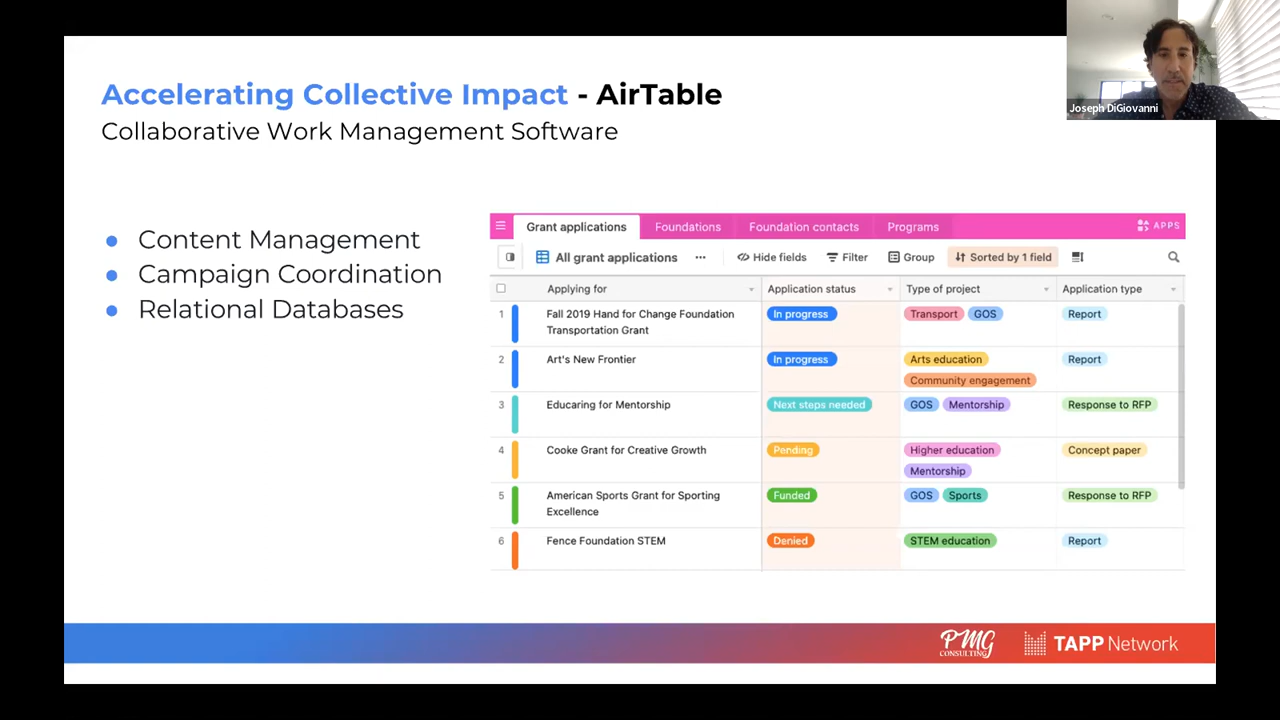 Accelerating Collective Impact - AirTable
Collaborative Work Management Software
Joseph DiGiovanni
● Content Management
● Campaign Coordination
● Relational Databases
Grant applications Foundations Foundation contacts Programs APPS
All grant applications ... Hide fields Filter Group Sorted by 1 field
Applying for Application status Type of project Application type
1 Fall 2019 Hand for Change Foundation In progress Transport GOS Report
Transportation Grant
2 Art's New Frontier In progress Arts education Report
Community engagement
3 Educaring for Mentorship Next steps needed GOS Mentorship Response to RFP
4 Cooke Grant for Creative Growth Pending Higher education Concept paper
Mentorship
5 American Sports Grant for Sporting Funded GOS Sports Response to RFP
Excellence
6 Fence Foundation STEM Denied STEM education Report
PMG CONSULTING TAPP Network